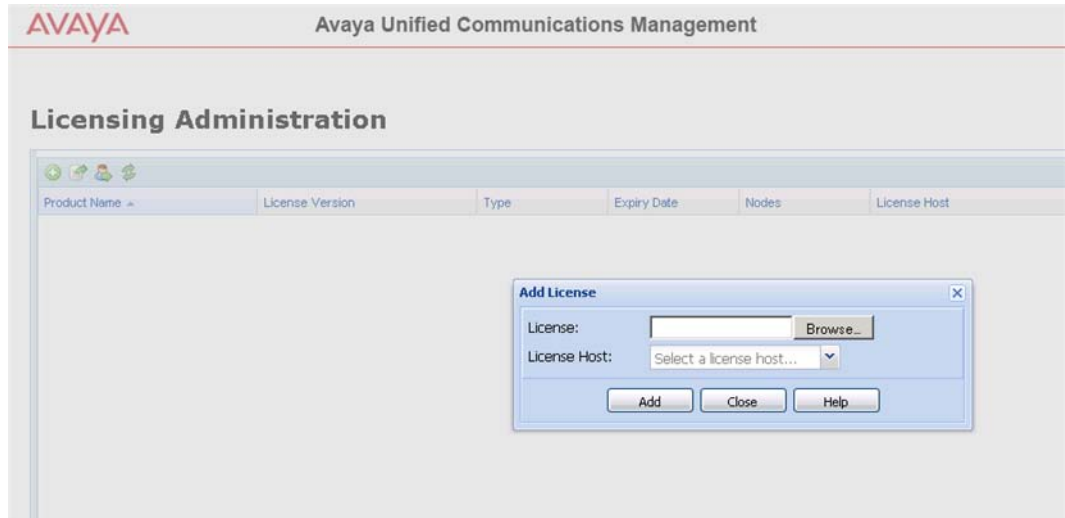 AVAYA Avaya Unified Communications Management
Licensing Administration
Product Name License Version Type Expiry Date Nodes License Host
Add License
License: Browse...
License Host: Select a license host...
Add Close Help